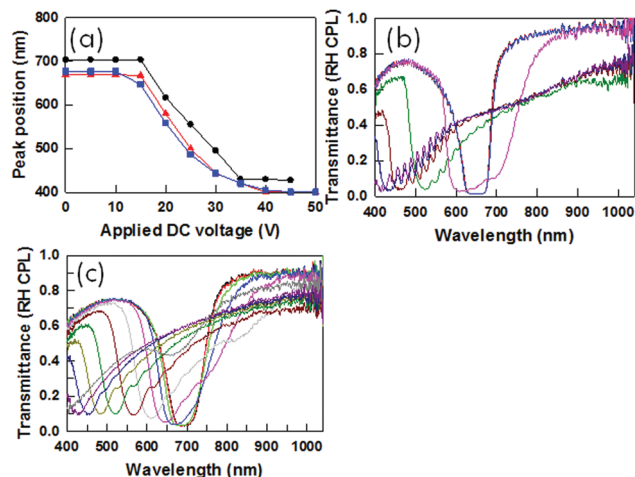 (a)
Peak position (nm)
800
700
600
500
400
0 10 20 30 40 50
Applied DC voltage (V)
(b)
Transmittance (RH CPL)
1.0
0.8
0.6
0.4
0.2
0.0
400 500 600 700 800 900 1000
Wavelength (nm)
(c)
Transmittance (RH CPL)
1.0
0.8
0.6
0.4
0.2
0.0
400 500 600 700 800 900 1000
Wavelength (nm)